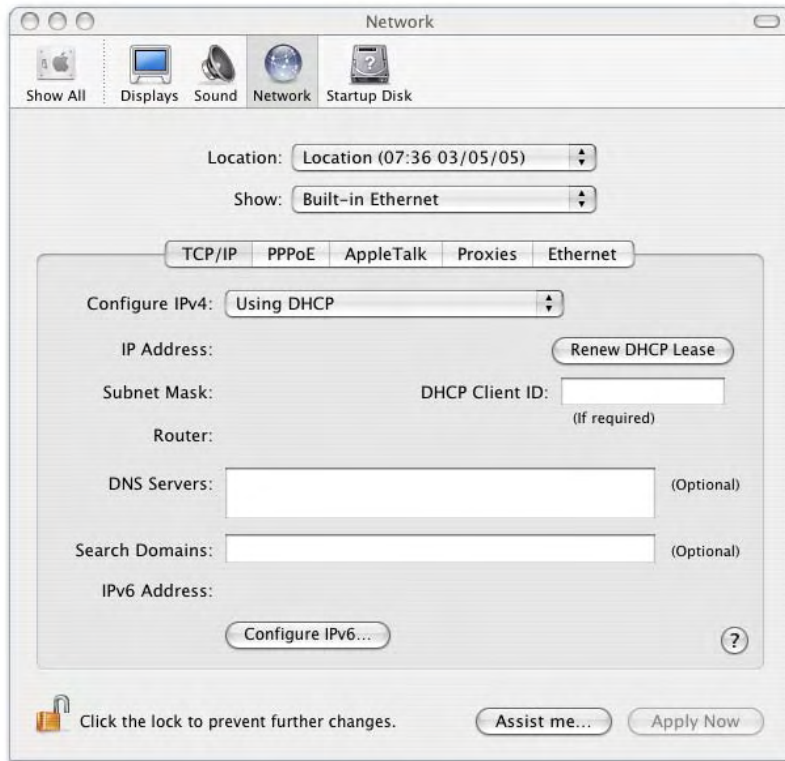 Network
Show All Displays Sound Network Startup Disk
Location: Location (07:36 03/05/05)
Show: Built-in Ethernet
TCP/IP PPPoE AppleTalk Proxies Ethernet
Configure IPv4: Using DHCP
IP Address: Renew DHCP Lease
Subnet Mask: DHCP Client ID:
(If required)
Router:
DNS Servers: (Optional)
Search Domains: (Optional)
IPv6 Address:
Configure IPv6... ?
Click the lock to prevent further changes. Assist me... Apply Now